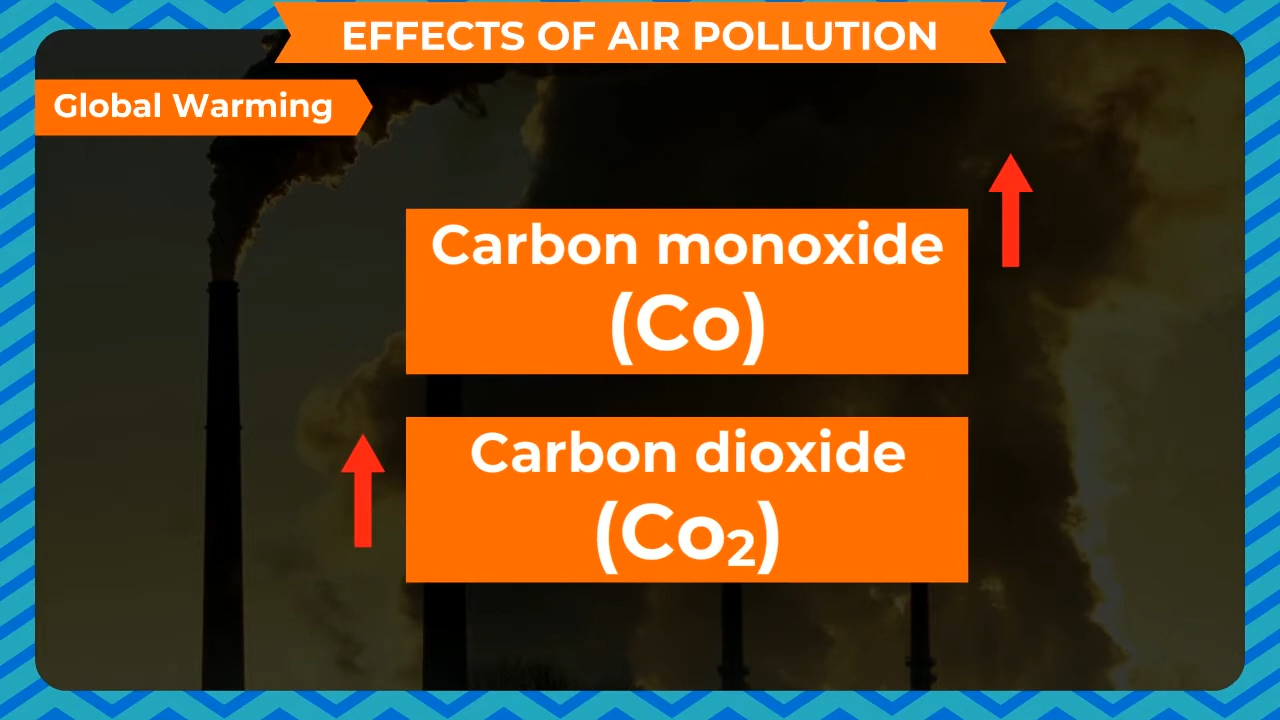 EFFECTS OF AIR POLLUTION
Global Warming
Carbon monoxide
(Co)
Carbon dioxide
(Co₂)